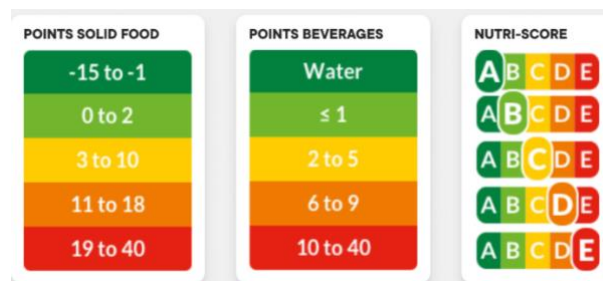 POINTS SOLID FOOD
-15 to -1
0 to 2
3 to 10
11 to 18
19 to 40
POINTS BEVERAGES
Water
≤ 1
2 to 5
6 to 9
10 to 40
NUTRI-SCORE
A B C D E
A B C D E
A B C D E
A B C D E
A B C D E